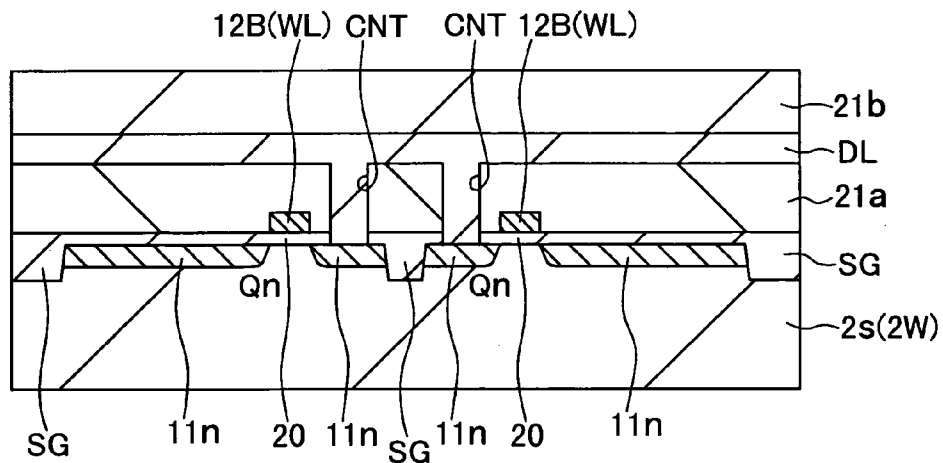 12B(WL) CNT CNT 12B(WL)
21b
DL
21a
SG
Qn Qn
2s(2W)
SG 11n 20 11n SG 11n 20 11n